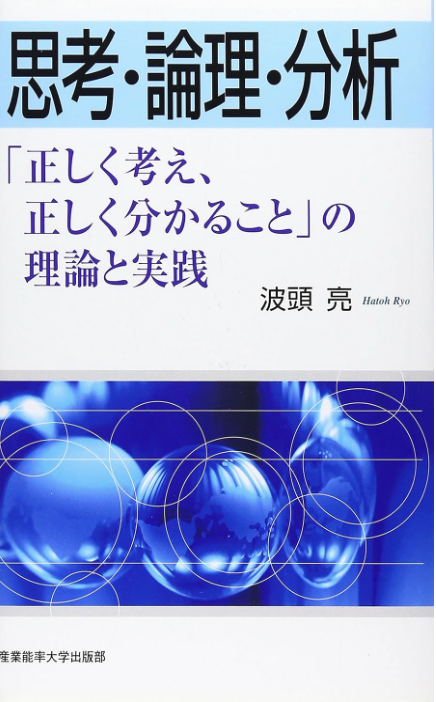 思考・論理・分析
「正しく考え、
正しく分かること」の
理論と実践
波頭 亮 Hatoh Ryo
産業能率大学出版部